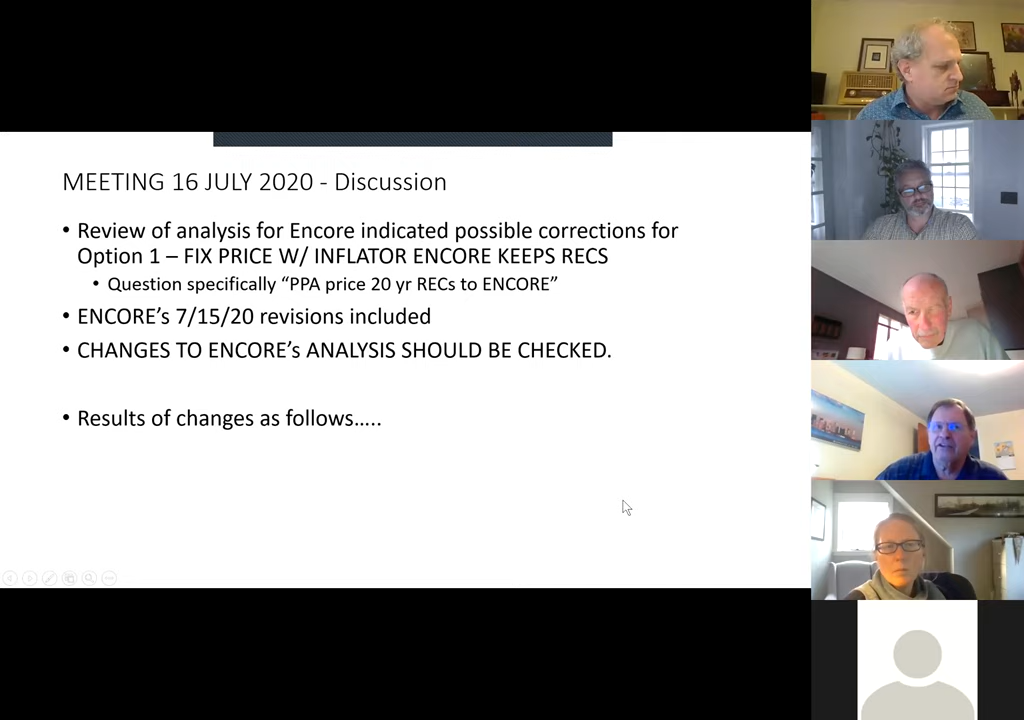 MEETING 16 JULY 2020 - Discussion
• Review of analysis for Encore indicated possible corrections for
Option 1 – FIX PRICE W/ INFLATOR ENCORE KEEPS RECS
• Question specifically “PPA price 20 yr RECs to ENCORE”
• ENCORE’s 7/15/20 revisions included
• CHANGES TO ENCORE’s ANALYSIS SHOULD BE CHECKED.
• Results of changes as follows.....